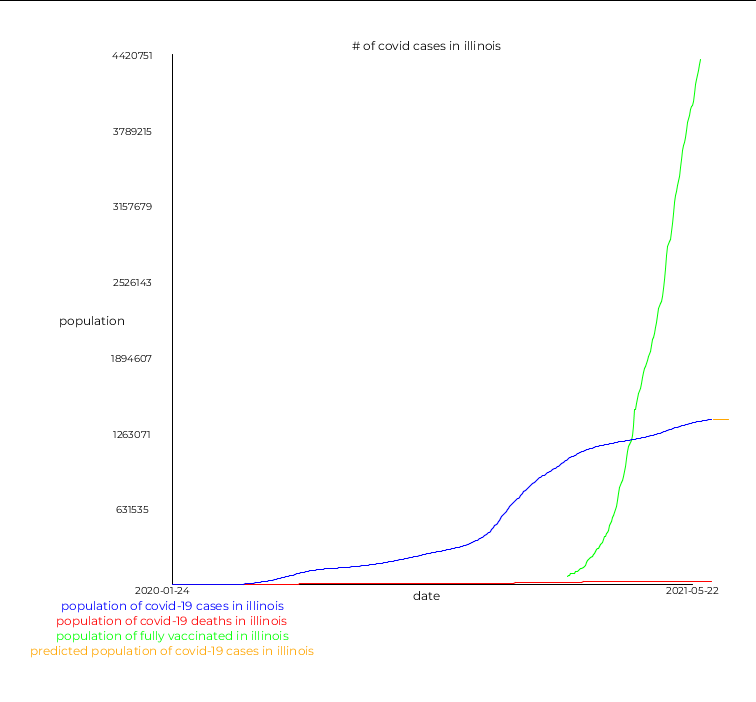 # of covid cases in illinois
4420751
3789215
3157679
2526143
population
1894607
1263071
631535
2020-01-24
date
2021-05-22
population of covid-19 cases in illinois
population of covid-19 deaths in illinois
population of fully vaccinated in illinois
predicted population of covid-19 cases in illinois